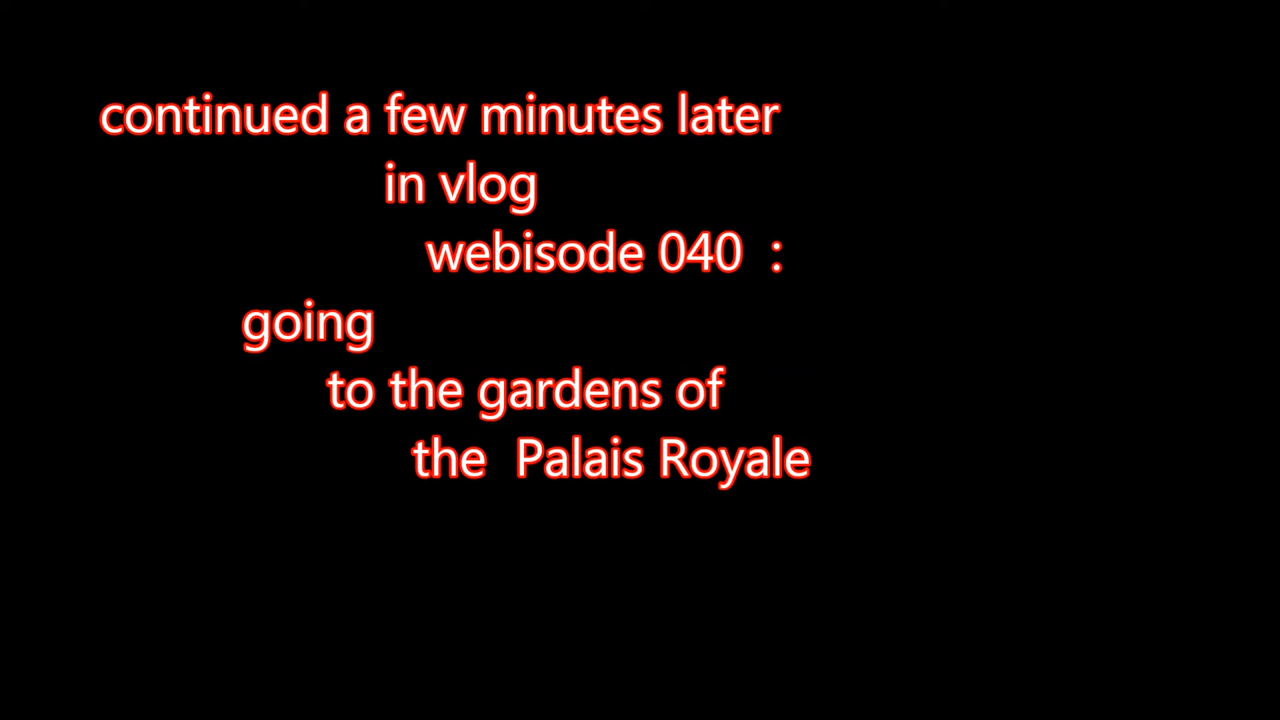 continued a few minutes later
in vlog
webisode 040  :
going
to the gardens of
the  Palais Royale